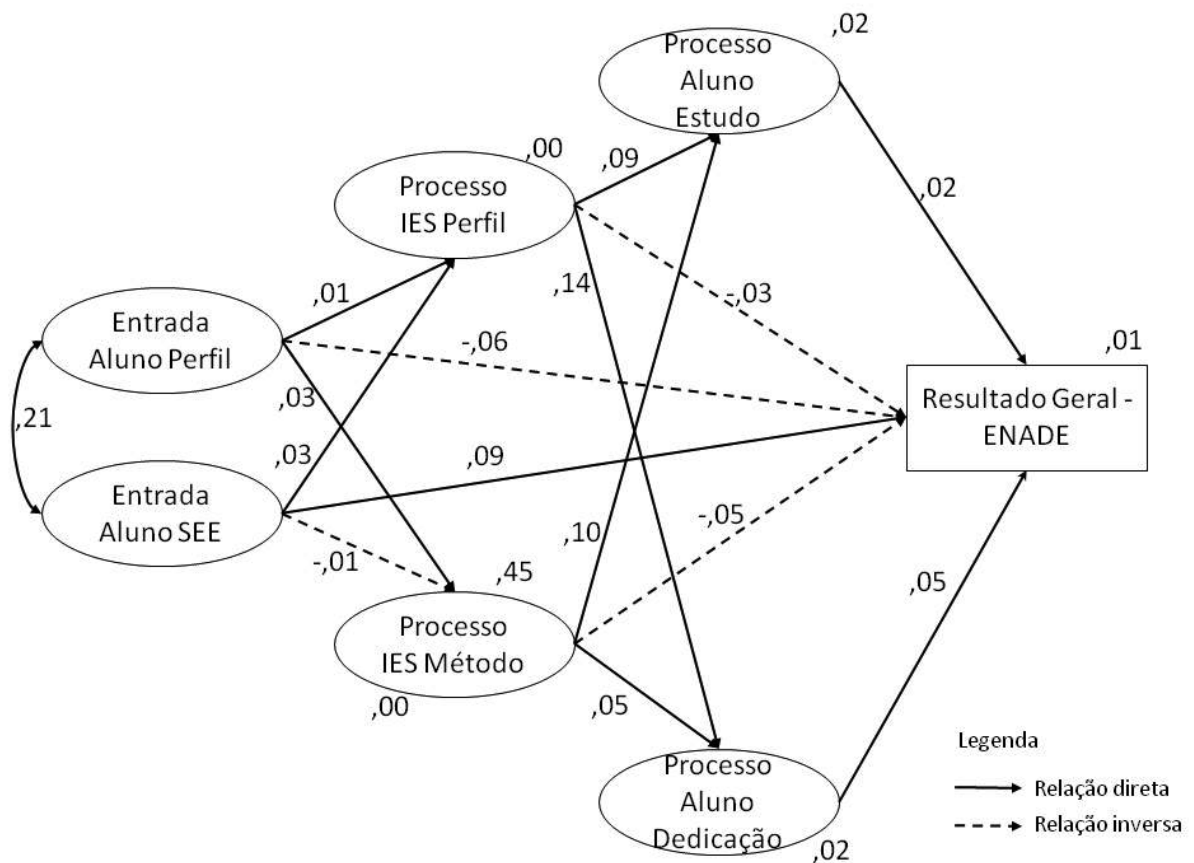 ,02
Processo
Aluno
Estudo
,00
,09
Processo
IES Perfil
,02
,01
,14
-,03
Entrada
Aluno Perfil
-,06
,01
,21
,03
Resultado Geral -
ENADE
,03
,09
Entrada
Aluno SEE
-,01
,10
-,05
,45
Processo
IES Método
,00
,05
,05
Processo
Aluno
Dedicação
,02
Legenda
Relação direta
Relação inversa